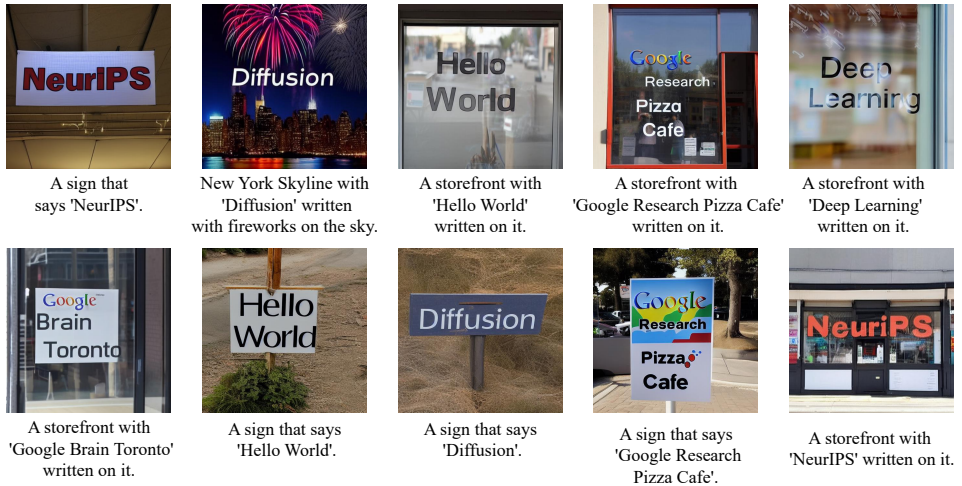 NeuriPS
Diffusion
Hello
World
Google
Research
Pizza
Cafe
Deep
Learning
A sign that
says 'NeurIPS'.
New York Skyline with
'Diffusion' written
with fireworks on the sky.
A storefront with
'Hello World'
written on it.
A storefront with
'Google Research Pizza Cafe'
written on it.
A storefront with
'Deep Learning'
written on it.
Google
Brain
Toronto
Hello
World
Diffusion
Google
Research
Pizza
Cafe
NeuriPS
A storefront with
'Google Brain Toronto'
written on it.
A sign that says
'Hello World'.
A sign that says
'Diffusion'.
A sign that says
'Google Research
Pizza Cafe'.
A storefront with
'NeurIPS' written on it.